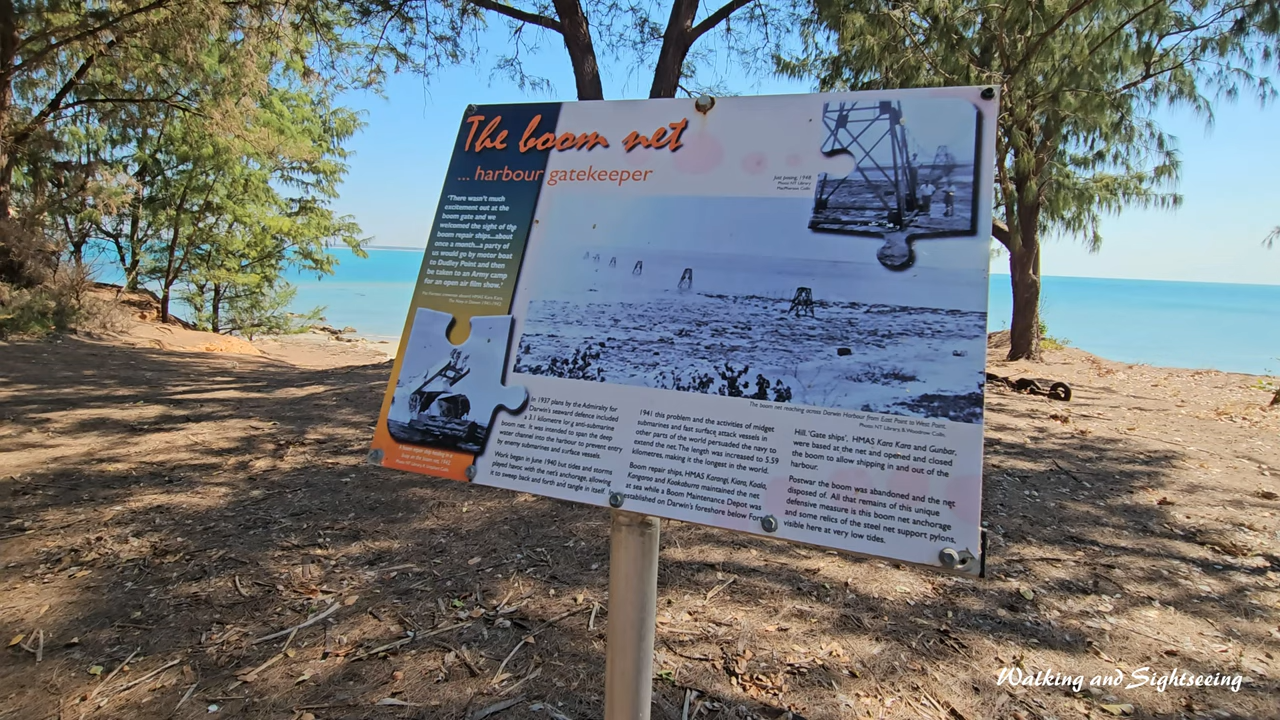 The boom net
... harbour gatekeeper
'There wasn't much
excitement out at the
boom gate and we
welcomed the sight of the
boom repair ships...about
once a month...a party of
us would go by motor boat
to Dudley Point and then
be taken to an Army camp
for an open air film show.'
Just posing, 1948
Photo: NT Library
The boom net reaching across Darwin Harbour from East Point to West Point.
Photo: NT Library & Woodrow Colln.
In 1937 plans by the Admiralty for
Darwin's seaward defence included
a 3.1 kilometre long anti-submarine
boom net. It was intended to span the deep
water channel into the harbour to prevent entry
by enemy submarines and surface vessels.
Work began in June 1940 but tides and storms
played havoc with the net's anchorage, allowing
it to sweep back and forth and tangle in itself.
1941 this problem and the activities of midget
submarines and fast surface attack vessels in
other parts of the world persuaded the navy to
extend the net. The length was increased to 5.59
kilometres, making it the longest in the world.
Boom repair ships, HMAS Karangi, Kiara, Koala,
Kangaroo and Kookaburra maintained the net
at sea while a Boom Maintenance Depot was
established on Darwin's foreshore below Fort
Hill. 'Gate ships', HMAS Kara Kara and Gunbar,
were based at the net and opened and closed
the boom to allow shipping in and out of the
harbour.
Postwar the boom was abandoned and the net
disposed of. All that remains of this unique
defensive measure is this boom net anchorage
and some relics of the steel net support pylons,
visible here at very low tides.
Walking and Sightseeing